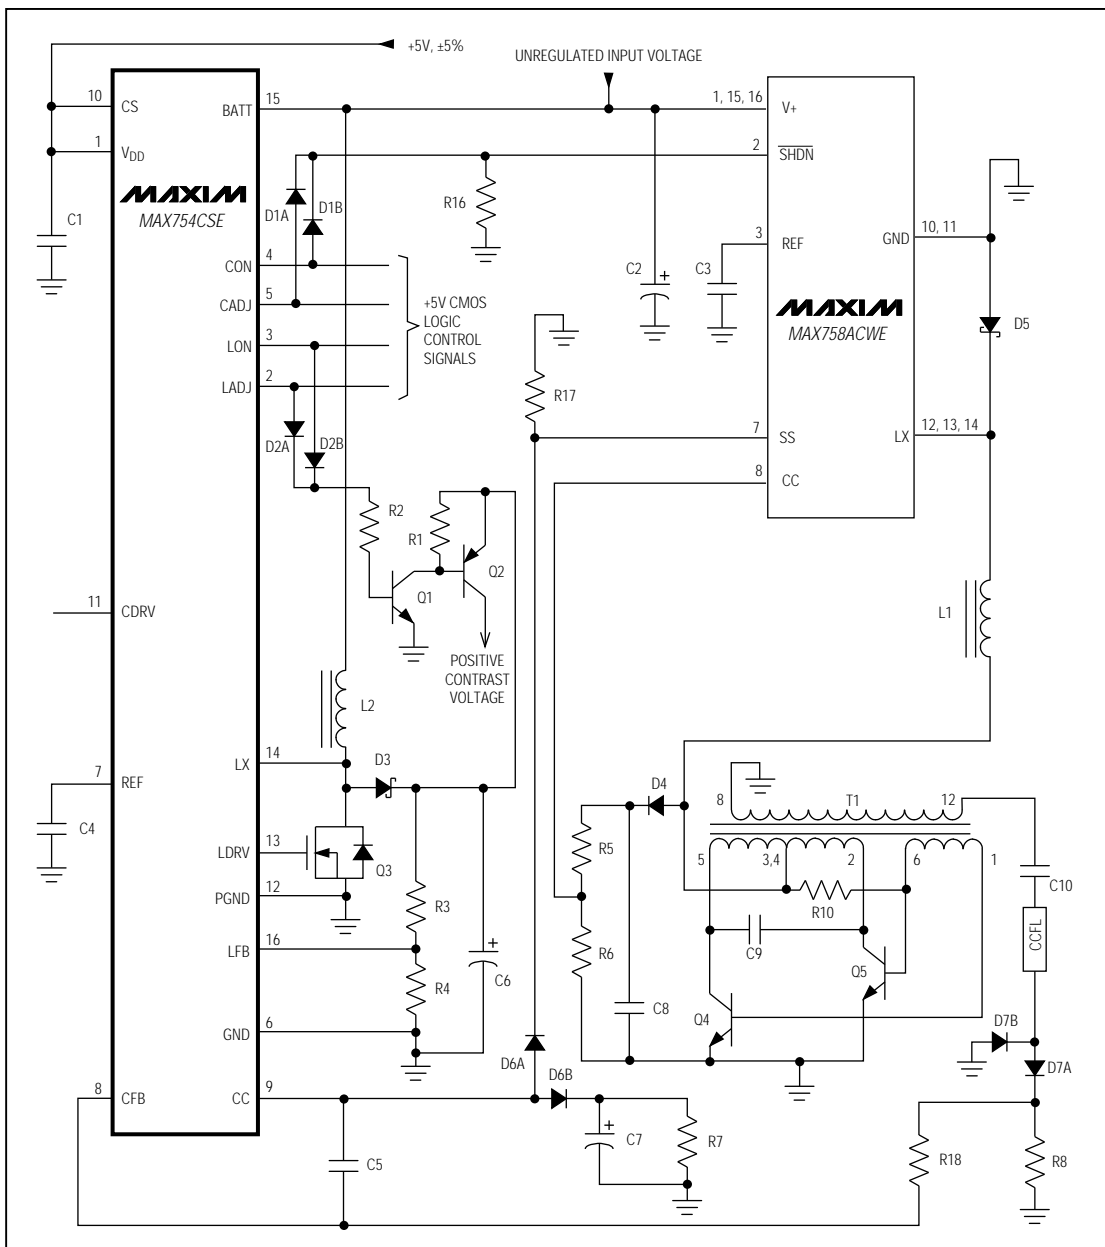 +5V, ±5%
UNREGULATED INPUT VOLTAGE
10
CS
BATT
15
1, 15, 16
V+
1
VDD
2
SHDN
MAXIM
MAX754CSE
C1
D1A
D1B
R16
3
REF
GND
10, 11
CON
4
C2
+
C3
CADJ
5
+5V CMOS
LOGIC
CONTROL
SIGNALS
MAXIM
MAX758ACWE
D5
LON
3
LADJ
2
R17
D2A
D2B
7
SS
LX
12, 13, 14
8
CC
R2
R1
Q2
Q1
11
CDRV
L1
POSITIVE
CONTRAST
VOLTAGE
L2
LX
14
D3
7
REF
D4
8
T1
12
C4
LDRV
13
Q3
R5
5
3,4
2
6
1
PGND
12
R3
R10
C10
LFB
16
+
C6
R6
C9
CCFL
R4
Q5
C8
Q4
GND
6
D7B
D6A
D6B
D7A
8
CFB
CC
9
+
C7
R7
C5
R18
R8